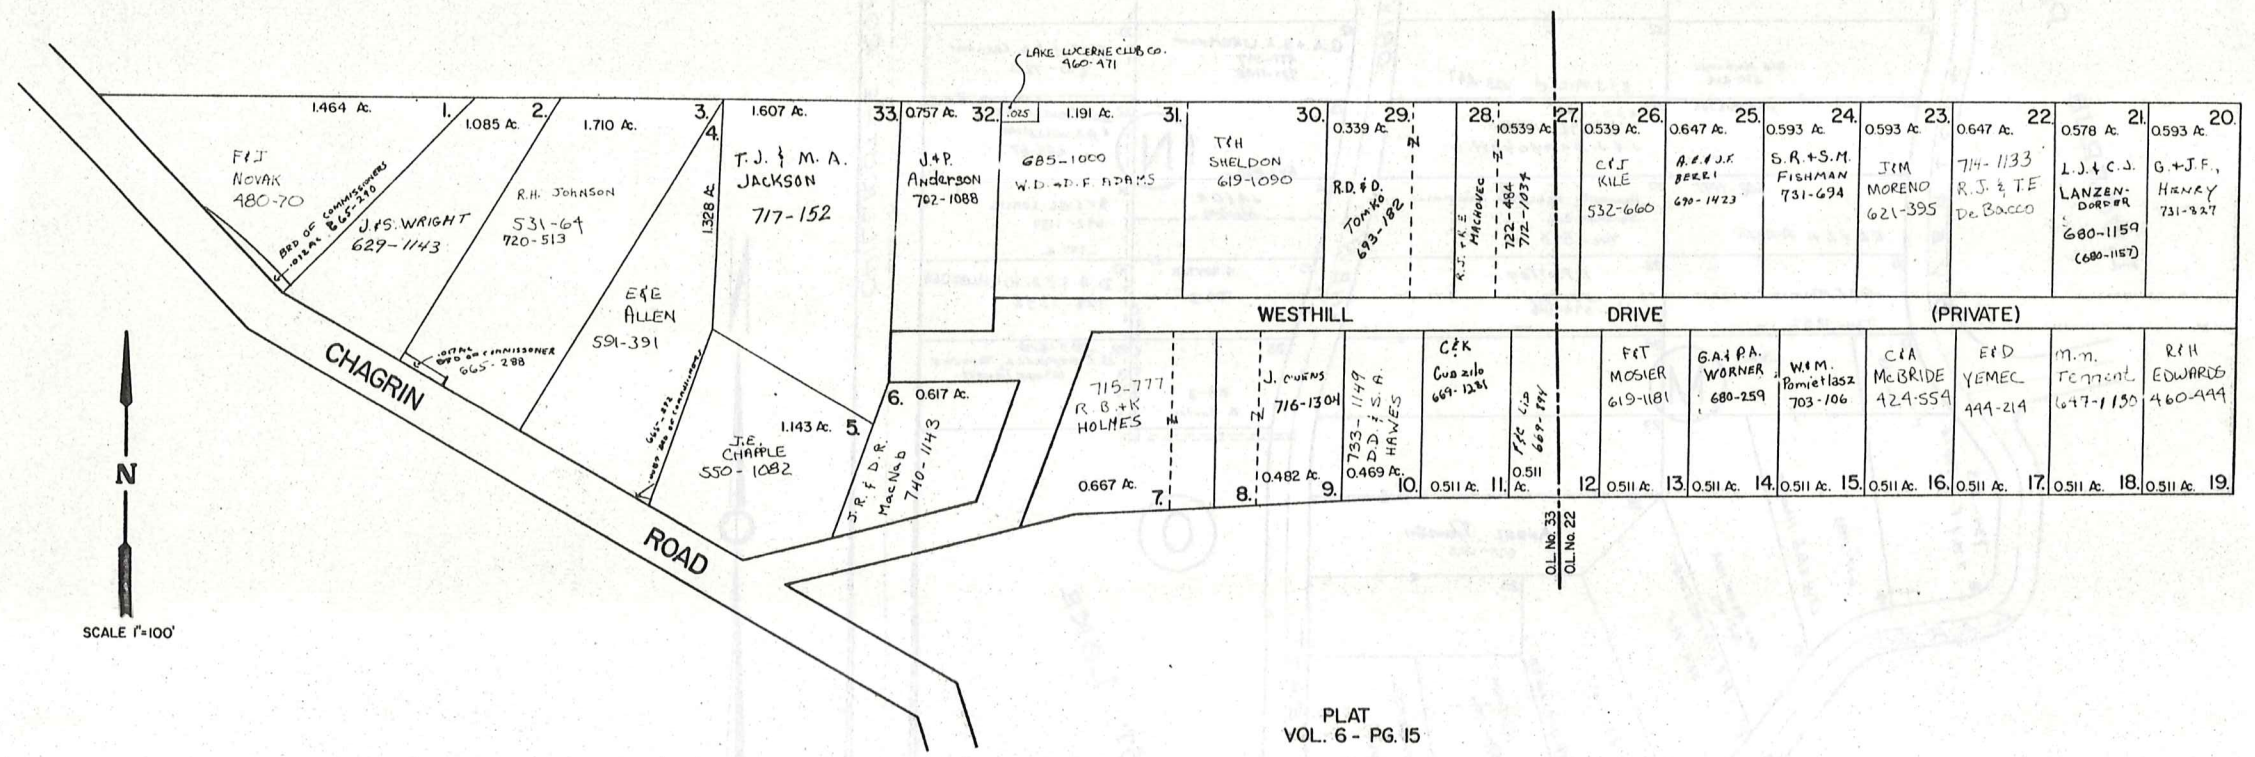 LAKE LUCERNE CLUB CO.
460-471
1.464 Ac.
1.
F & J
NOVAK
480-70
BRD OF COMMISSIONERS
.012 Ac. 665-290
1.085 Ac.
2.
J. & S. WRIGHT
629-1143
1.710 Ac.
3.
R.H. JOHNSON
531-64
720-513
.017 Ac.
BRD OF COMMISSIONER
665-288
4.
1.328 Ac.
E & E
ALLEN
591-391
1.607 Ac.
33.
T. J. & M. A.
JACKSON
717-152
1.143 Ac.
5.
J.E.
CHAPPLE
550-1082
6.
0.617 Ac.
J.R. & D.R.
MacNab
740-1143
0.757 Ac.
32.
J. & P.
Anderson
702-1088
.025
1.191 Ac.
31.
685-1000
W.D. & D.F. ADAMS
30.
T & H
SHELDON
619-1090
29.
0.339 Ac.
R.D. & D.
TOMKO
693-182
Z
28.
R.J. & K.E.
MACHOVEC
Z
27.
0.539 Ac.
722-484
712-1034
26.
0.539 Ac.
C & J
KILE
532-660
25.
0.647 Ac.
A.E. & J.F.
BERRI
690-1423
24.
0.593 Ac.
S.R. + S.M.
FISHMAN
731-694
23.
0.593 Ac.
J & M
MORENO
621-395
22.
0.647 Ac.
714-1133
R.J. & T.E
De Bacco
21.
0.578 Ac.
L.J. & C.J.
LANZEN-
DORFER
680-1159
(680-1157)
20.
0.593 Ac.
G. + J.F.,
HENRY
731-827
WESTHILL DRIVE (PRIVATE)
715-777
R.B. + K
HOLMES
0.667 Ac.
7.
Z
8.
Z
J. OWENS
716-1304
0.482 Ac.
9.
733-1149
D.D. & S.A.
HAWES
0.469 Ac.
10.
C & K
669-1281
0.511 Ac.
11.
0.511
Ac.
12.
F & T
MOSIER
619-1181
0.511 Ac.
13.
G.A & P.A.
WORNER
680-259
0.511 Ac.
14.
W. & M.
Pomietlasz
703-106
0.511 Ac.
15.
C & A
McBRIDE
424-554
0.511 Ac.
16.
E & D
YEMEC
444-214
0.511 Ac.
17.
M.M.
Tennent
647-1130
0.511 Ac.
18.
R & H
EDWARDS
460-444
0.511 Ac.
19.
O.L. No. 33
O.L. No. 22
CHAGRIN ROAD
N
SCALE 1"=100'
PLAT
VOL. 6 - PG. 15